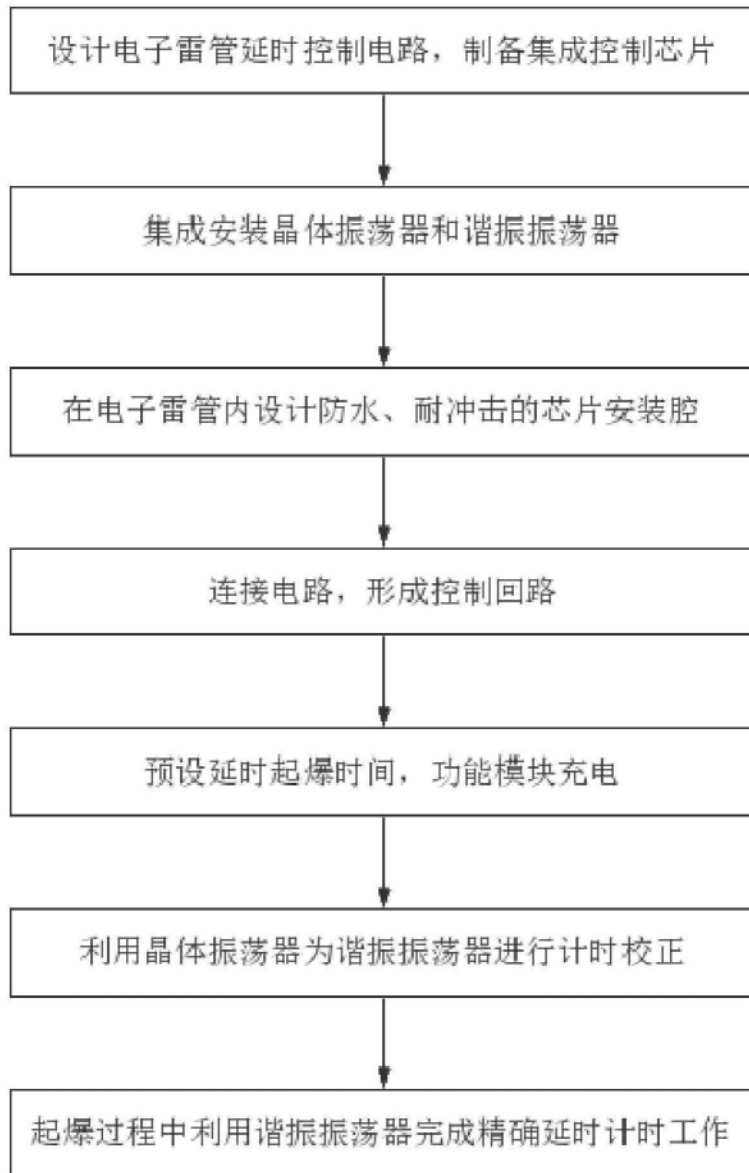 设计电子雷管延时控制电路，制备集成控制芯片
集成安装晶体振荡器和谐振振荡器
在电子雷管内设计防水、耐冲击的芯片安装腔
连接电路，形成控制回路
预设延时起爆时间，功能模块充电
利用晶体振荡器为谐振振荡器进行计时校正
起爆过程中利用谐振振荡器完成精确延时计时工作